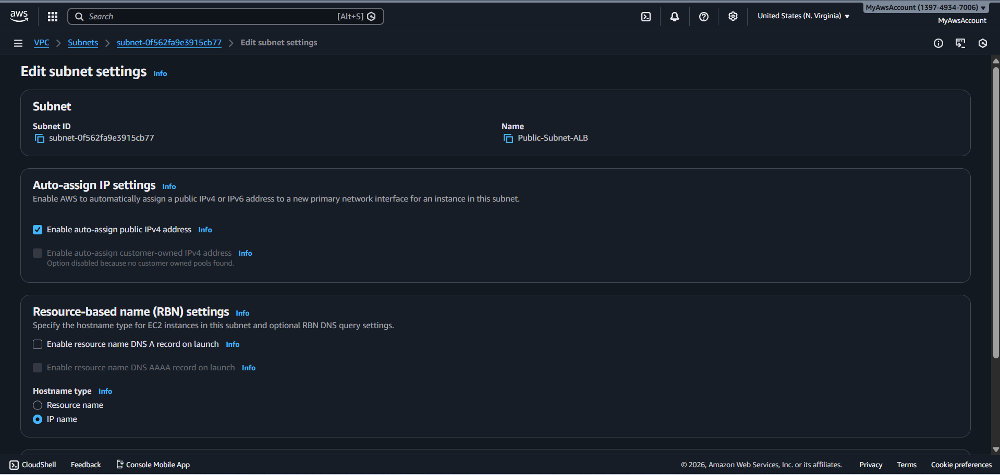 aws
Search [Alt+S]
United States (N. Virginia)
MyAwsAccount (1397-4934-7006)
MyAwsAccount
VPC
Subnets
subnet-0f562fa9e3915cb77
Edit subnet settings
Edit subnet settings Info
Subnet
Subnet ID
subnet-0f562fa9e3915cb77
Name
Public-Subnet-ALB
Auto-assign IP settings Info
Enable AWS to automatically assign a public IPv4 or IPv6 address to a new primary network interface for an instance in this subnet.
Enable auto-assign public IPv4 address Info
Enable auto-assign customer-owned IPv4 address Info
Option disabled because no customer owned pools found.
Resource-based name (RBN) settings Info
Specify the hostname type for EC2 instances in this subnet and optional RBN DNS query settings.
Enable resource name DNS A record on launch Info
Enable resource name DNS AAAA record on launch Info
Hostname type Info
Resource name
IP name
CloudShell Feedback Console Mobile App
© 2026, Amazon Web Services, Inc. or its affiliates. Privacy Terms Cookie preferences